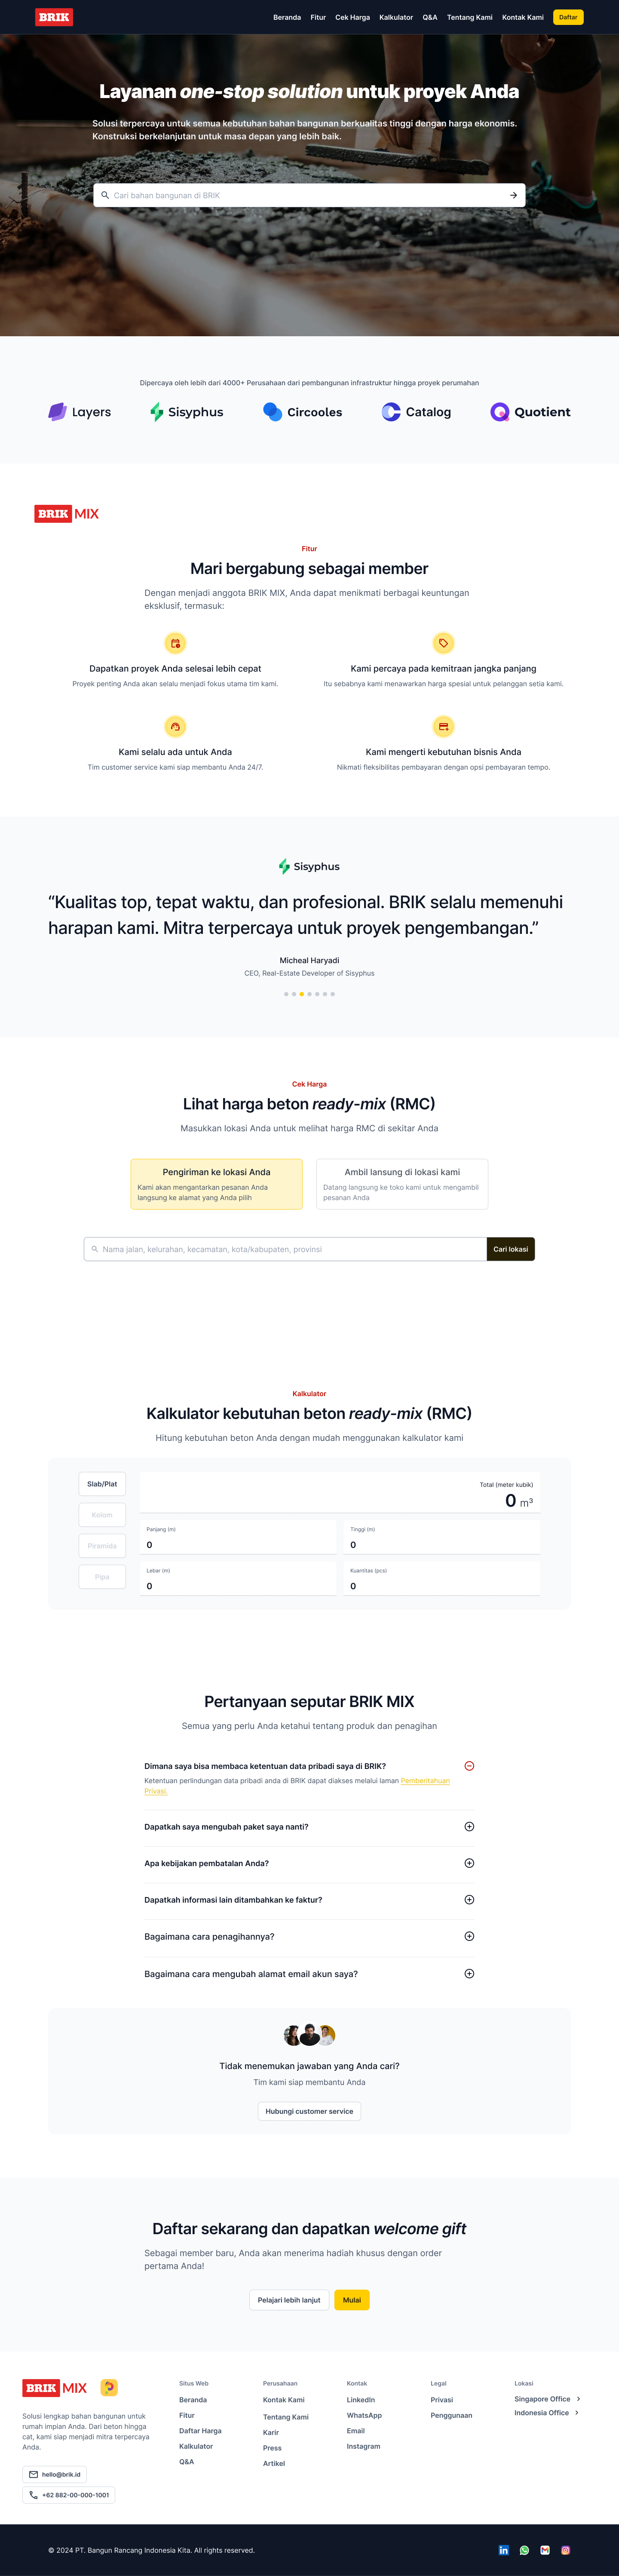 BRIK
Beranda Fitur Cek Harga Kalkulator Q&A Tentang Kami Kontak Kami Daftar
Layanan one-stop solution untuk proyek Anda
Solusi terpercaya untuk semua kebutuhan bahan bangunan berkualitas tinggi dengan harga ekonomis.
Konstruksi berkelanjutan untuk masa depan yang lebih baik.
Cari bahan bangunan di BRIK
Dipercaya oleh lebih dari 4000+ Perusahaan dari pembangunan infrastruktur hingga proyek perumahan
Layers Sisyphus Circooles Catalog Quotient
BRIK MIX
Fitur
Mari bergabung sebagai member
Dengan menjadi anggota BRIK MIX, Anda dapat menikmati berbagai keuntungan
eksklusif, termasuk:
Dapatkan proyek Anda selesai lebih cepat
Proyek penting Anda akan selalu menjadi fokus utama tim kami.
Kami percaya pada kemitraan jangka panjang
Itu sebabnya kami menawarkan harga spesial untuk pelanggan setia kami.
Kami selalu ada untuk Anda
Tim customer service kami siap membantu Anda 24/7.
Kami mengerti kebutuhan bisnis Anda
Nikmati fleksibilitas pembayaran dengan opsi pembayaran tempo.
Sisyphus
“Kualitas top, tepat waktu, dan profesional. BRIK selalu memenuhi
harapan kami. Mitra terpercaya untuk proyek pengembangan.”
Micheal Haryadi
CEO, Real-Estate Developer of Sisyphus
Cek Harga
Lihat harga beton ready-mix (RMC)
Masukkan lokasi Anda untuk melihat harga RMC di sekitar Anda
Pengiriman ke lokasi Anda
Kami akan mengantarkan pesanan Anda
langsung ke alamat yang Anda pilih
Ambil lansung di lokasi kami
Datang langsung ke toko kami untuk mengambil
pesanan Anda
Nama jalan, kelurahan, kecamatan, kota/kabupaten, provinsi
Cari lokasi
Kalkulator
Kalkulator kebutuhan beton ready-mix (RMC)
Hitung kebutuhan beton Anda dengan mudah menggunakan kalkulator kami
Slab/Plat
Kolom
Piramida
Pipa
Total (meter kubik)
0 m³
Panjang (m)
0
Tinggi (m)
0
Lebar (m)
0
Kuantitas (pcs)
0
Pertanyaan seputar BRIK MIX
Semua yang perlu Anda ketahui tentang produk dan penagihan
Dimana saya bisa membaca ketentuan data pribadi saya di BRIK?
Ketentuan perlindungan data pribadi anda di BRIK dapat diakses melalui laman Pemberitahuan
Privasi.
Dapatkah saya mengubah paket saya nanti?
Apa kebijakan pembatalan Anda?
Dapatkah informasi lain ditambahkan ke faktur?
Bagaimana cara penagihannya?
Bagaimana cara mengubah alamat email akun saya?
Tidak menemukan jawaban yang Anda cari?
Tim kami siap membantu Anda
Hubungi customer service
Daftar sekarang dan dapatkan welcome gift
Sebagai member baru, Anda akan menerima hadiah khusus dengan order
pertama Anda!
Pelajari lebih lanjut
Mulai
BRIK MIX
Solusi lengkap bahan bangunan untuk
rumah impian Anda. Dari beton hingga
cat, kami siap menjadi mitra terpercaya
Anda.
hello@brik.id
+62 882-00-000-1001
Situs Web
Beranda
Fitur
Daftar Harga
Kalkulator
Q&A
Perusahaan
Kontak Kami
Tentang Kami
Karir
Press
Artikel
Kontak
LinkedIn
WhatsApp
Email
Instagram
Legal
Privasi
Penggunaan
Lokasi
Singapore Office
Indonesia Office
© 2024 PT. Bangun Rancang Indonesia Kita. All rights reserved.